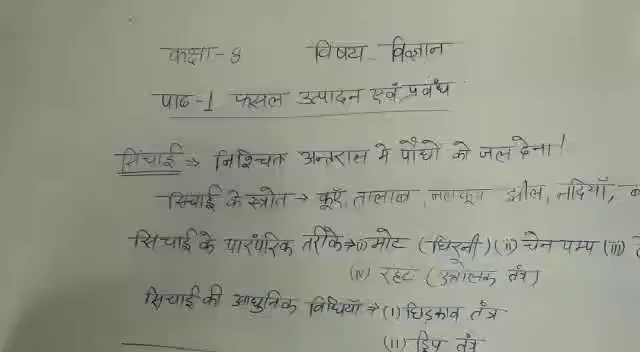 कक्षा-8 विषय - विज्ञान
पाठ-1 फसल उत्पादन एवं प्रबंध
सिंचाई ⇒ निश्चित अन्तराल मे पौधो को जल देना।
सिचाई के स्त्रोत → कूएँ, तालाब, नलकूप झील, नदियाँ,
सिचाई के पारंपरिक तरीके → (i) मोट (घिरनी) (ii) चेन पम्प (iii)
(iv) रहट (उत्तोलक तंत्र)
सिचाई की आधुनिक विधियाँ → (i) छिड़काव तंत्र
(ii) ड्रिप तंत्र